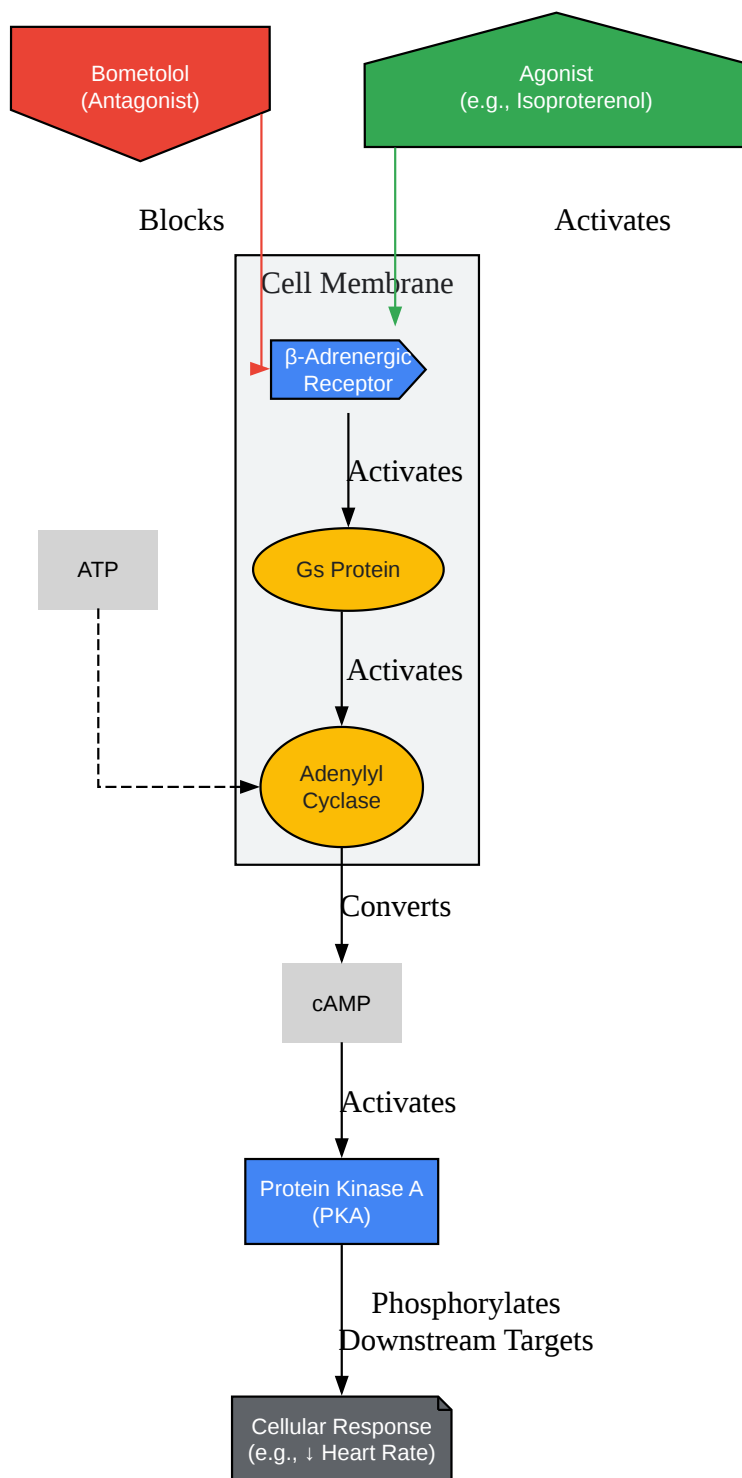 Bometolol
(Antagonist)
Agonist
(e.g., Isoproterenol)
Blocks
Activates
Cell Membrane
β-Adrenergic
Receptor
Activates
Gs Protein
ATP
Activates
Adenylyl
Cyclase
Converts
cAMP
Activates
Protein Kinase A
(PKA)
Phosphorylates
Downstream Targets
Cellular Response
(e.g., ↓ Heart Rate)